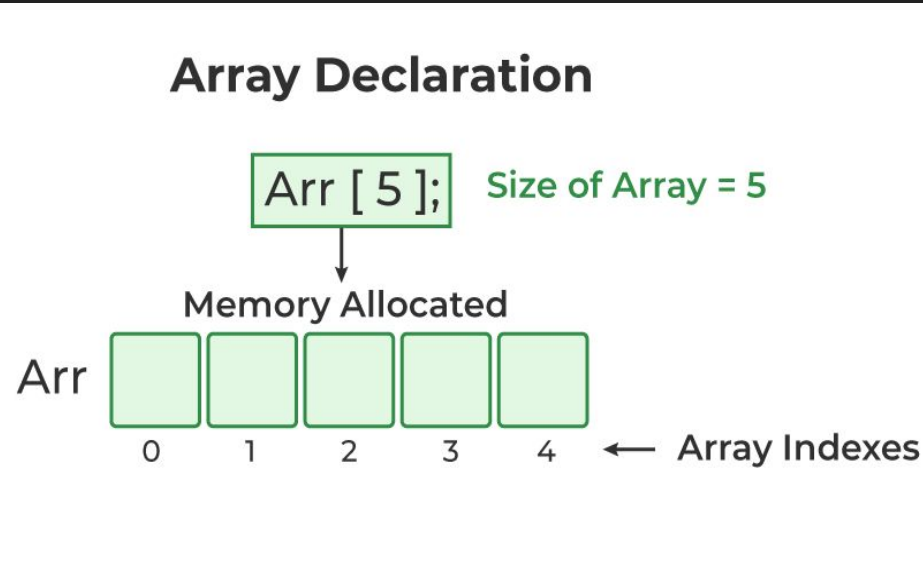 Array Declaration
Arr [ 5 ]; Size of Array = 5
Memory Allocated
Arr
0 1 2 3 4 Array Indexes